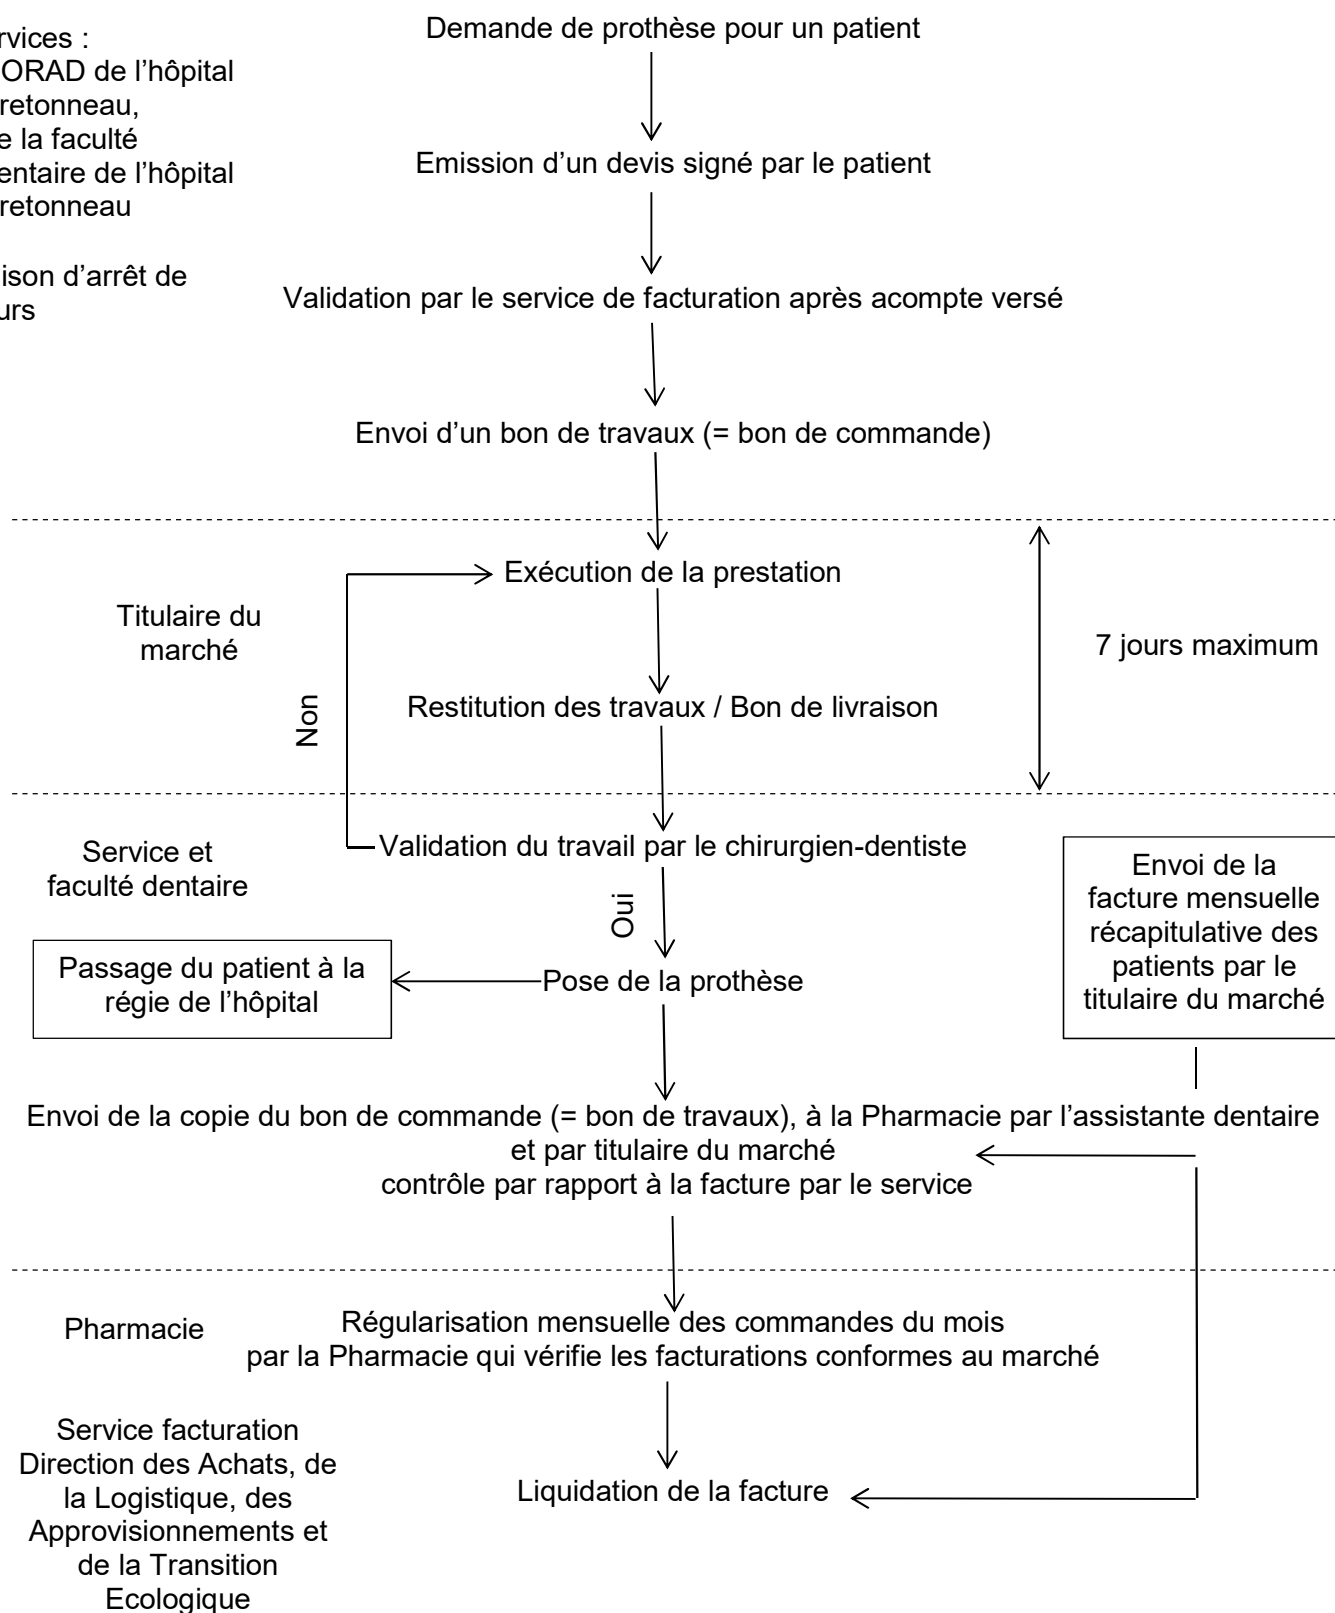 rvices :
ORAD de l’hôpital
retonneau,
e la faculté
entaire de l’hôpital
retonneau
ison d’arrêt de
urs
Demande de prothèse pour un patient
Emission d’un devis signé par le patient
Validation par le service de facturation après acompte versé
Envoi d’un bon de travaux (= bon de commande)
Titulaire du
marché
Non
Exécution de la prestation
Restitution des travaux / Bon de livraison
7 jours maximum
Service et
faculté dentaire
Validation du travail par le chirurgien-dentiste
Oui
Envoi de la
facture mensuelle
récapitulative des
patients par le
titulaire du marché
Passage du patient à la
régie de l’hôpital
Pose de la prothèse
Envoi de la copie du bon de commande (= bon de travaux), à la Pharmacie par l’assistante dentaire
et par titulaire du marché
contrôle par rapport à la facture par le service
Pharmacie
Régularisation mensuelle des commandes du mois
par la Pharmacie qui vérifie les facturations conformes au marché
Service facturation
Direction des Achats, de
la Logistique, des
Approvisionnements et
de la Transition
Ecologique
Liquidation de la facture